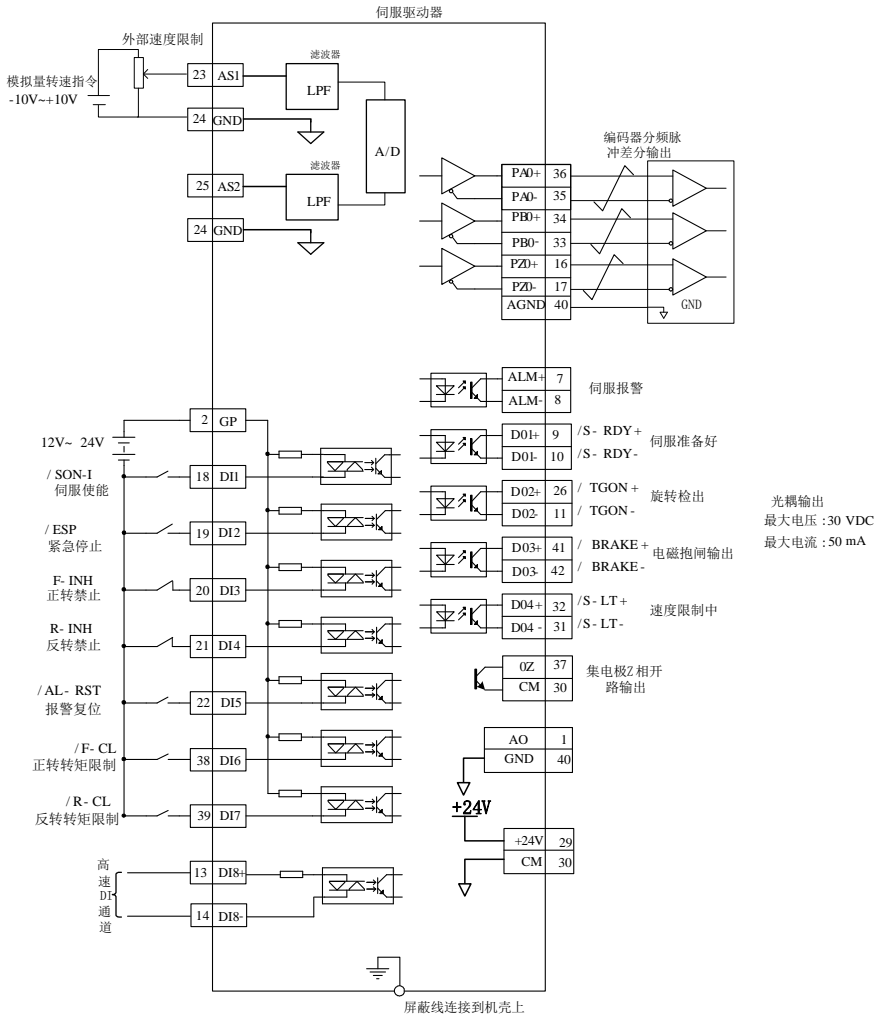 伺服驱动器
外部速度限制
模拟量转速指令
-10V~+10V
23 AS1
滤波器
LPF
24 GND
A/D
25 AS2
滤波器
LPF
24 GND
编码器分频脉
冲差分输出
PA0+ 36
PA0- 35
PB0+ 34
PB0- 33
PZ0+ 16
PZ0- 17
AGND 40
GND
ALM+ 7
ALM- 8
伺服报警
D01+ 9 /S- RDY+
D01- 10 /S- RDY-
伺服准备好
D02+ 26 / TGON+
D02- 11 / TGON-
旋转检出
D03+ 41 / BRAKE+
D03- 42 / BRAKE-
电磁抱闸输出
D04+ 32 /S-LT+
D04- 31 /S-LT-
速度限制中
光耦输出
最大电压:30 VDC
最大电流:50 mA
0Z 37
CM 30
集电极Z相开
路输出
AO 1
GND 40
+24V
+24V 29
CM 30
2 GP
12V~ 24V
/SON-I
伺服使能
18 DI1
/ESP
紧急停止
19 DI2
F- INH
正转禁止
20 DI3
R- INH
反转禁止
21 DI4
/AL- RST
报警复位
22 DI5
/F- CL
正转转矩限制
38 DI6
/R- CL
反转转矩限制
39 DI7
高
速
DI
通
道
13 DI8+
14 DI8-
屏蔽线连接到机壳上